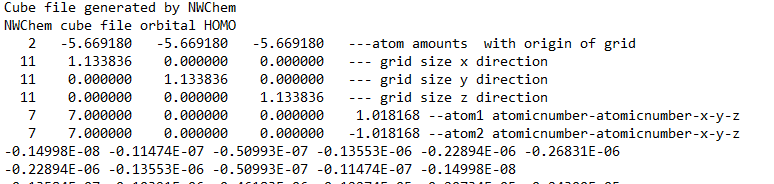 Cube file generated by NWChem
NWChem cube file orbital HOMO
2 -5.669180 -5.669180 -5.669180 ---atom amounts with origin of grid
11 1.133836 0.000000 0.000000 --- grid size x direction
11 0.000000 1.133836 0.000000 --- grid size y direction
11 0.000000 0.000000 1.133836 --- grid size z direction
7 7.000000 0.000000 0.000000 1.018168 --atom1 atomicnumber-atomicnumber-x-y-z
7 7.000000 0.000000 0.000000 -1.018168 --atom2 atomicnumber-atomicnumber-x-y-z
-0.14998E-08 -0.11474E-07 -0.50993E-07 -0.13553E-06 -0.22894E-06 -0.26831E-06
-0.22894E-06 -0.13553E-06 -0.50993E-07 -0.11474E-07 -0.14998E-08